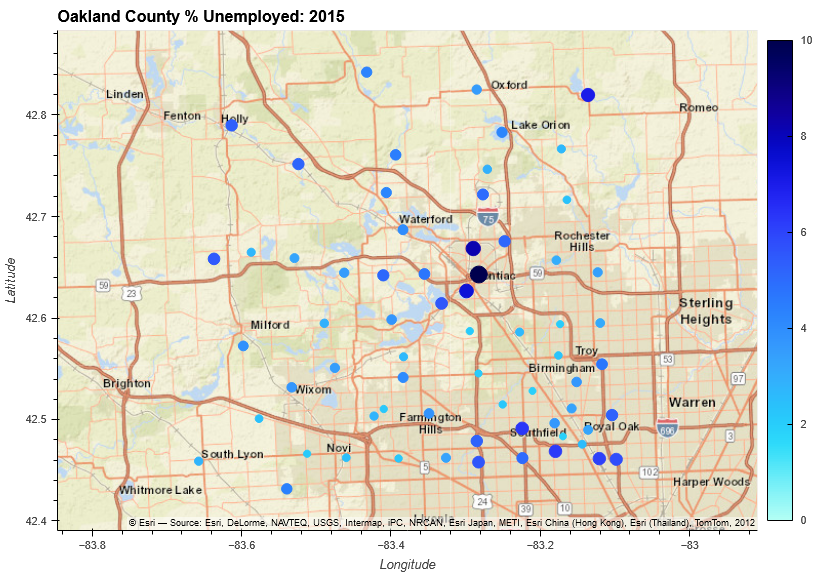 Oakland County % Unemployed: 2015
10
8
6
4
2
0
42.8
42.7
42.6
42.5
42.4
Latitude
Linden
Fenton
Holly
Oxford
Lake Orion
Romeo
Waterford
75
Rochester
Hills
59
23
Pontiac
59
Sterling
Heights
Milford
Troy
53
Birmingham
97
Brighton
Wixom
Warren
Farmington
Hills
Southfield
Royal Oak
696
3
South Lyon
Novi
5
102
Whitmore Lake
Harper Woods
24
39
10
© Esri — Source: Esri, DeLorme, NAVTEQ, USGS, Intermap, iPC, NRCAN, Esri Japan, METI, Esri China (Hong Kong), Esri (Thailand), TomTom, 2012
−83.8
−83.6
−83.4
−83.2
−83
Longitude